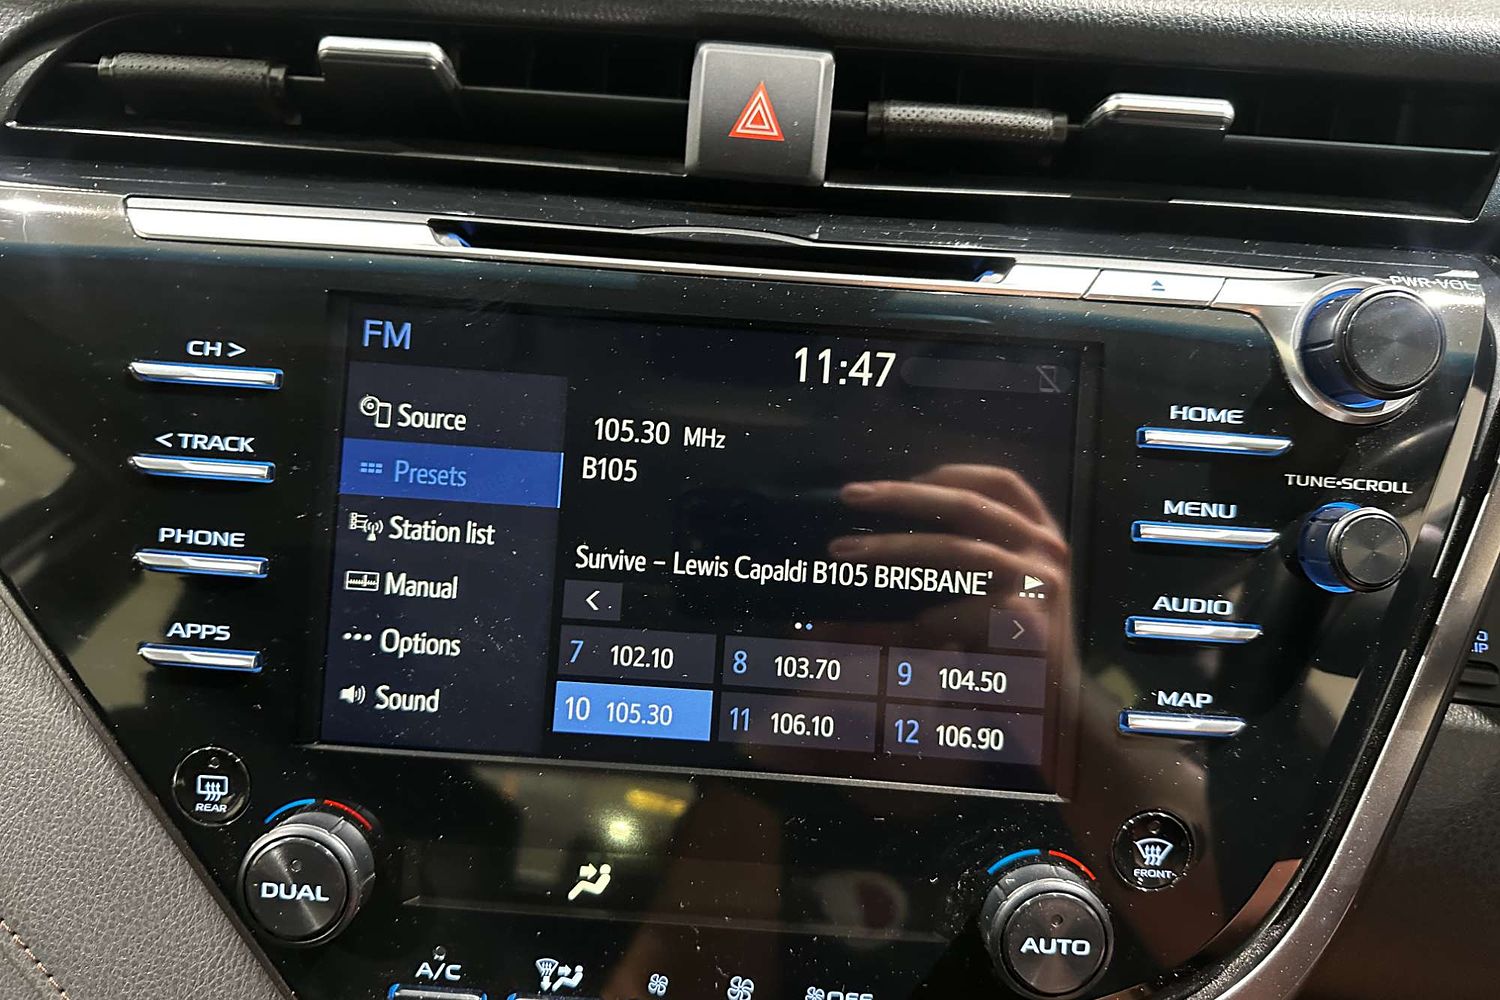 PWR·VOL
CH >
< TRACK
PHONE
APPS
FM
11:47
Source
Presets
Station list
Manual
Options
Sound
105.30 MHz
B105
Survive – Lewis Capaldi B105 BRISBANE'
< >
7 102.10
8 103.70
9 104.50
10 105.30
11 106.10
12 106.90
HOME
TUNE•SCROLL
MENU
AUDIO
MAP
REAR
FRONT
DUAL
AUTO
A/C
OFF